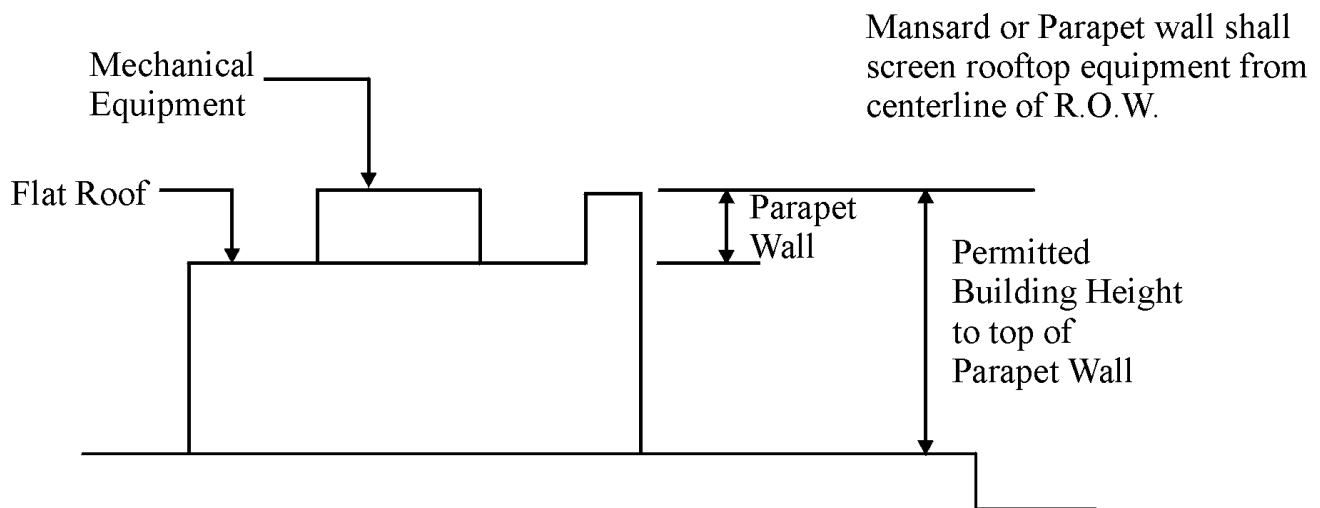 Mansard or Parapet wall shall
screen rooftop equipment from
centerline of R.O.W.
Mechanical
Equipment
Flat Roof
Parapet
Wall
Permitted
Building Height
to top of
Parapet Wall